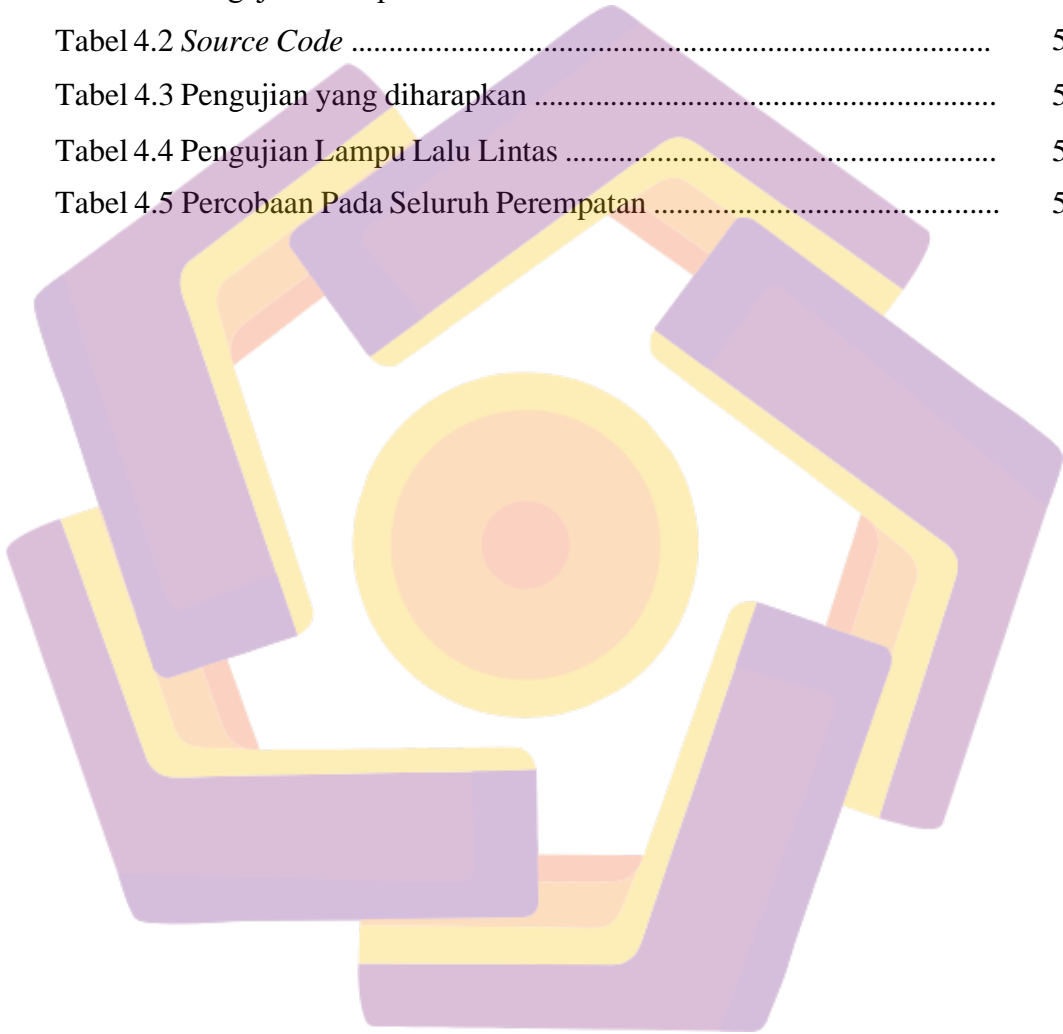 Tabel 4.2 Source Code ..................................................................................... 5
Tabel 4.3 Pengujian yang diharapkan .............................................................. 5
Tabel 4.4 Pengujian Lampu Lalu Lintas .......................................................... 5
Tabel 4.5 Percobaan Pada Seluruh Perempatan .............................................. 5